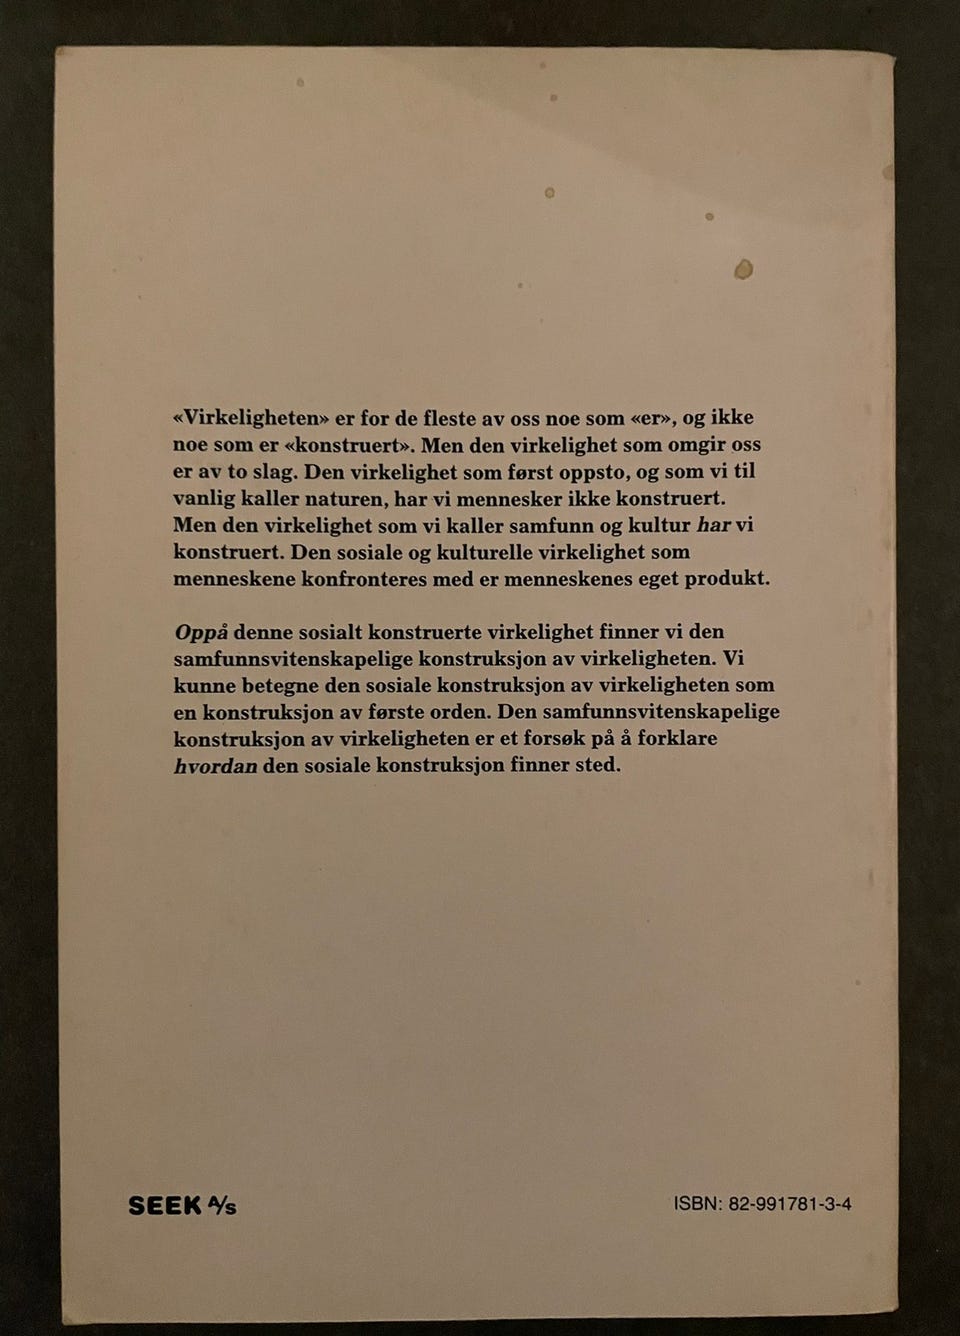 «Virkeligheten» er for de fleste av oss noe som «er», og ikke
noe som er «konstruert». Men den virkelighet som omgir oss
er av to slag. Den virkelighet som først oppsto, og som vi til
vanlig kaller naturen, har vi mennesker ikke konstruert.
Men den virkelighet som vi kaller samfunn og kultur har vi
konstruert. Den sosiale og kulturelle virkelighet som
menneskene konfronteres med er menneskenes eget produkt.
Oppå denne sosialt konstruerte virkelighet finner vi den
samfunnsvitenskapelige konstruksjon av virkeligheten. Vi
kunne betegne den sosiale konstruksjon av virkeligheten som
en konstruksjon av første orden. Den samfunnsvitenskapelige
konstruksjon av virkeligheten er et forsøk på å forklare
hvordan den sosiale konstruksjon finner sted.
SEEK A/S
ISBN: 82-991781-3-4